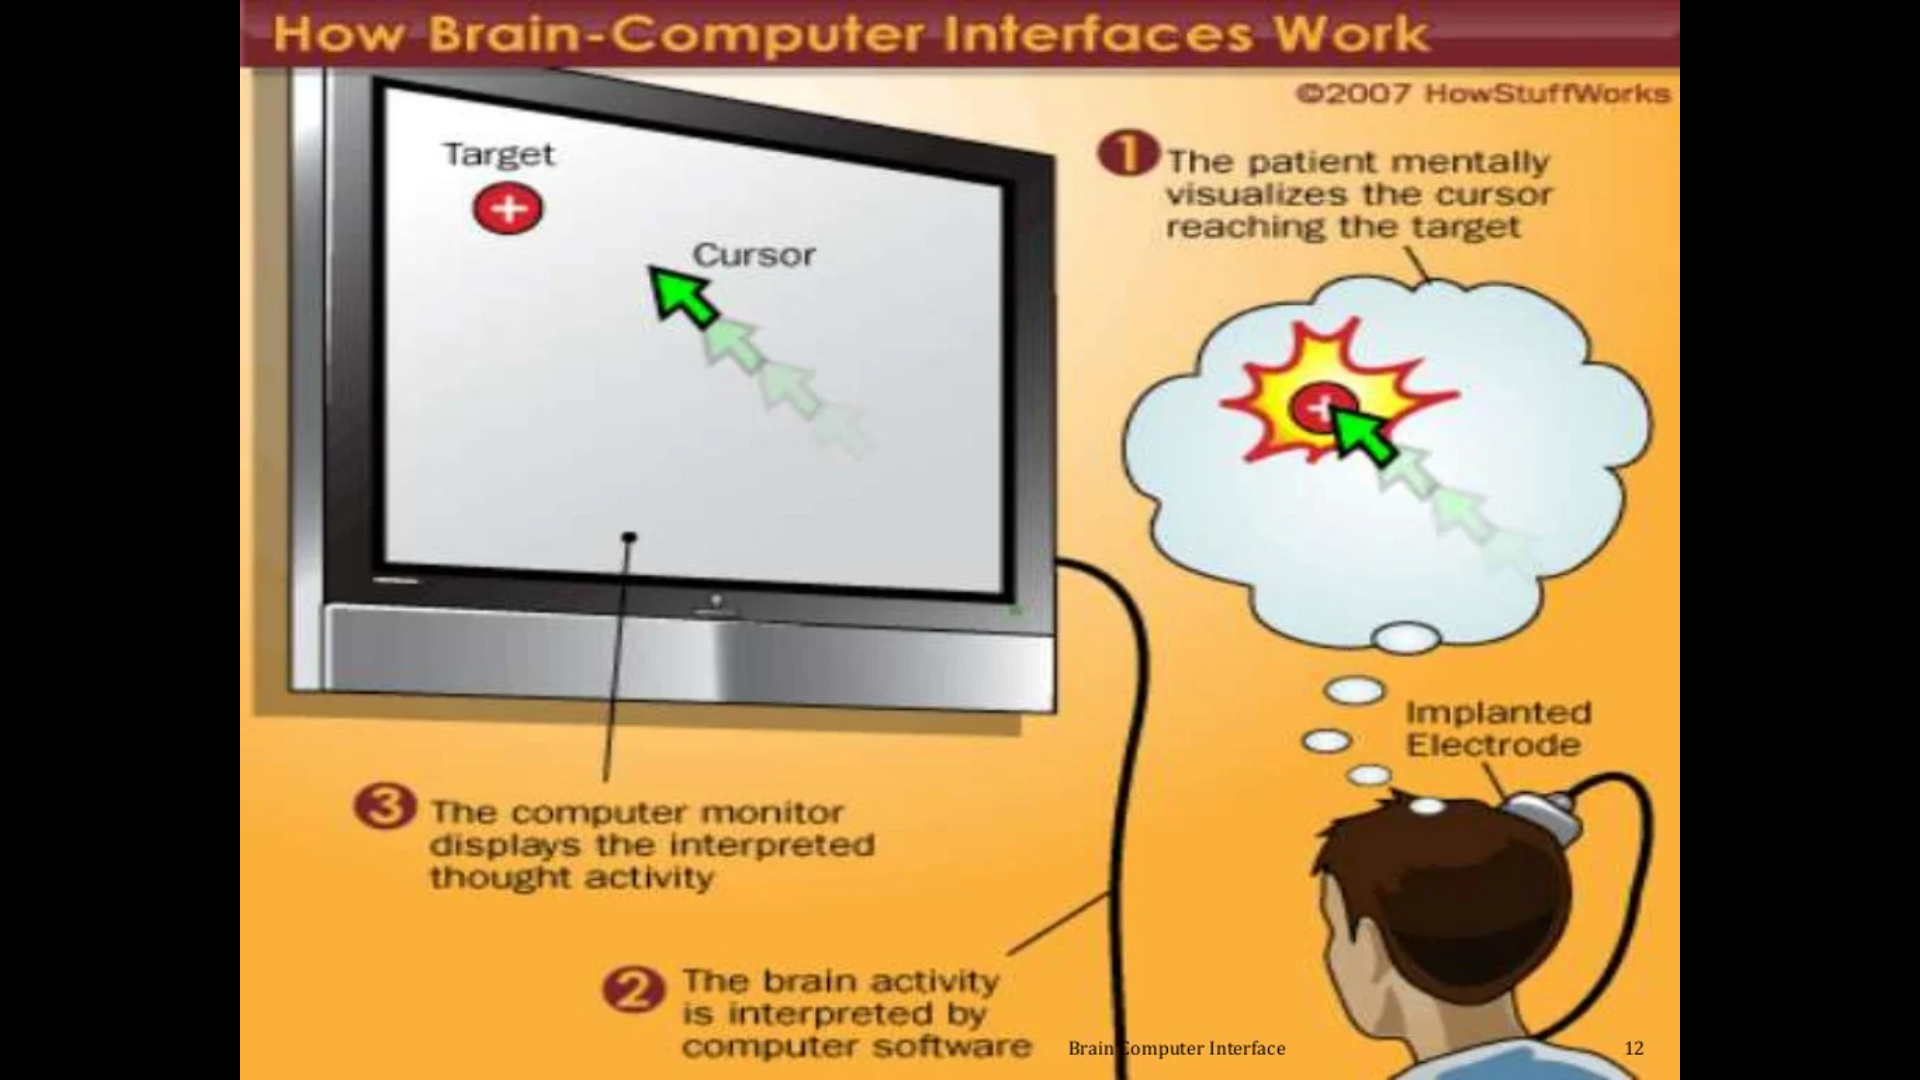 How Brain-Computer Interfaces Work
©2007 HowStuffWorks
Target
Cursor
1 The patient mentally
visualizes the cursor
reaching the target
Implanted
Electrode
3 The computer monitor
displays the interpreted
thought activity
2 The brain activity
is interpreted by
computer software
Brain Computer Interface
12